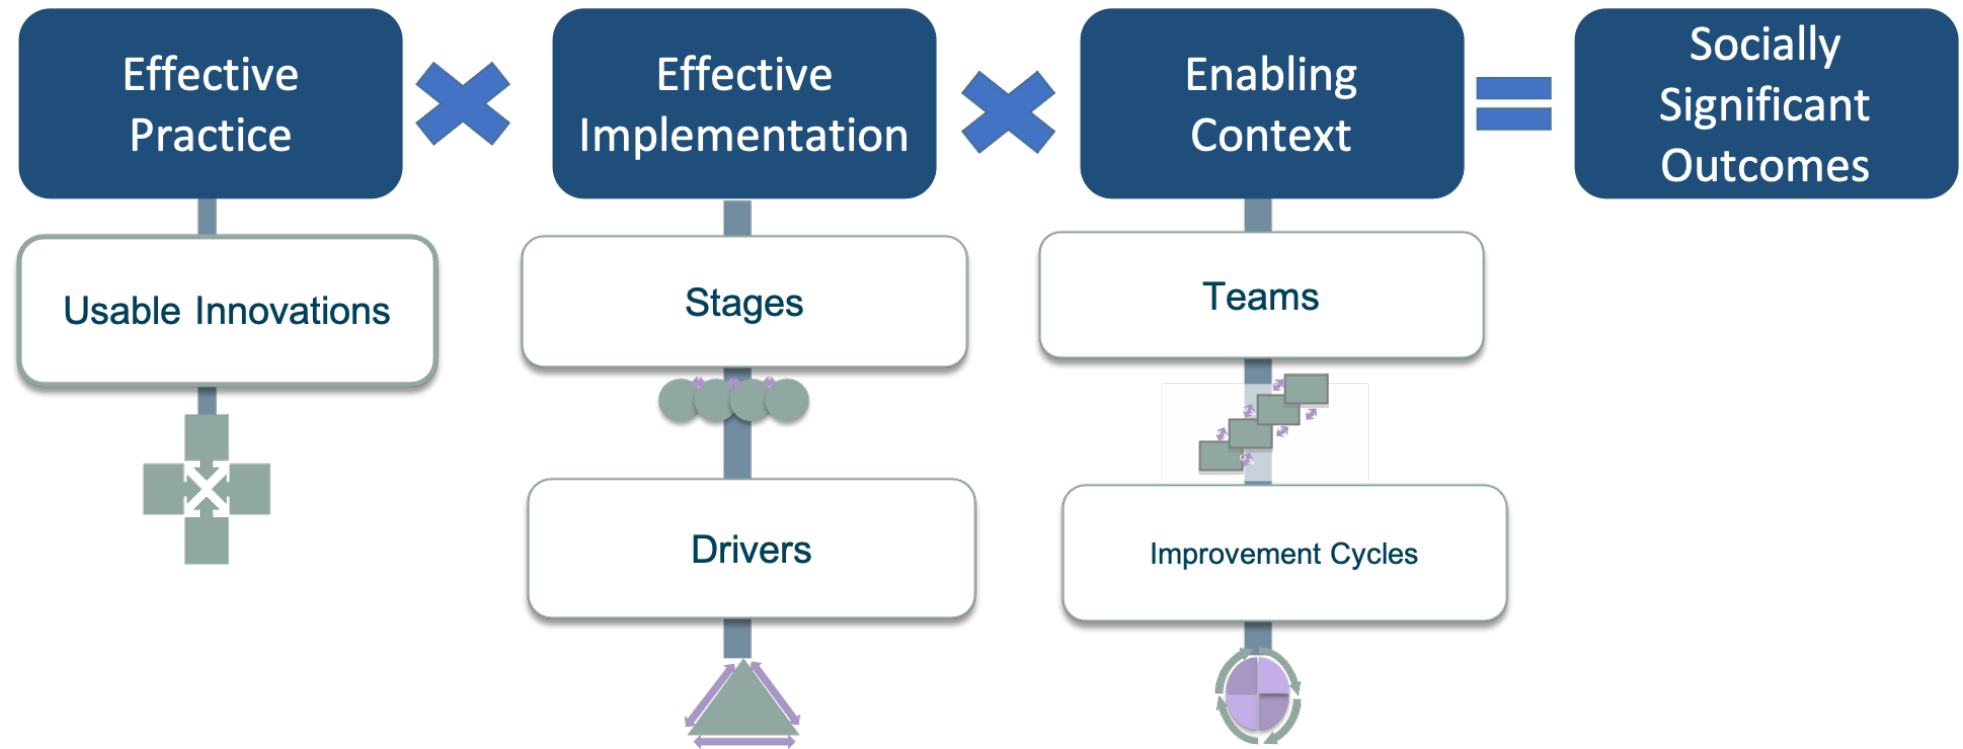 Effective
Practice
Effective
Implementation
Enabling
Context
Socially
Significant
Outcomes
Usable Innovations
Stages
Teams
Drivers
Improvement Cycles